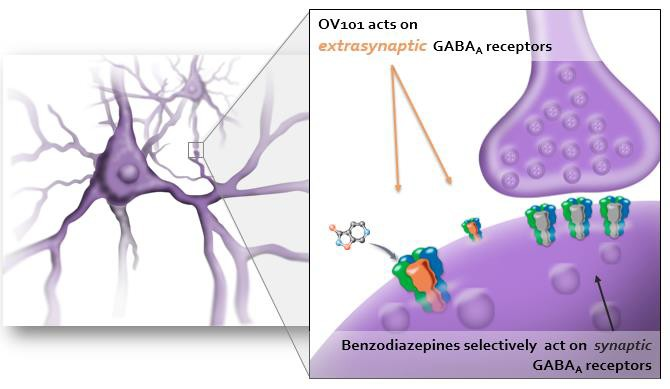 OV101 acts on
extrasynaptic GABAA receptors
Benzodiazepines selectively act on synaptic
GABAA receptors